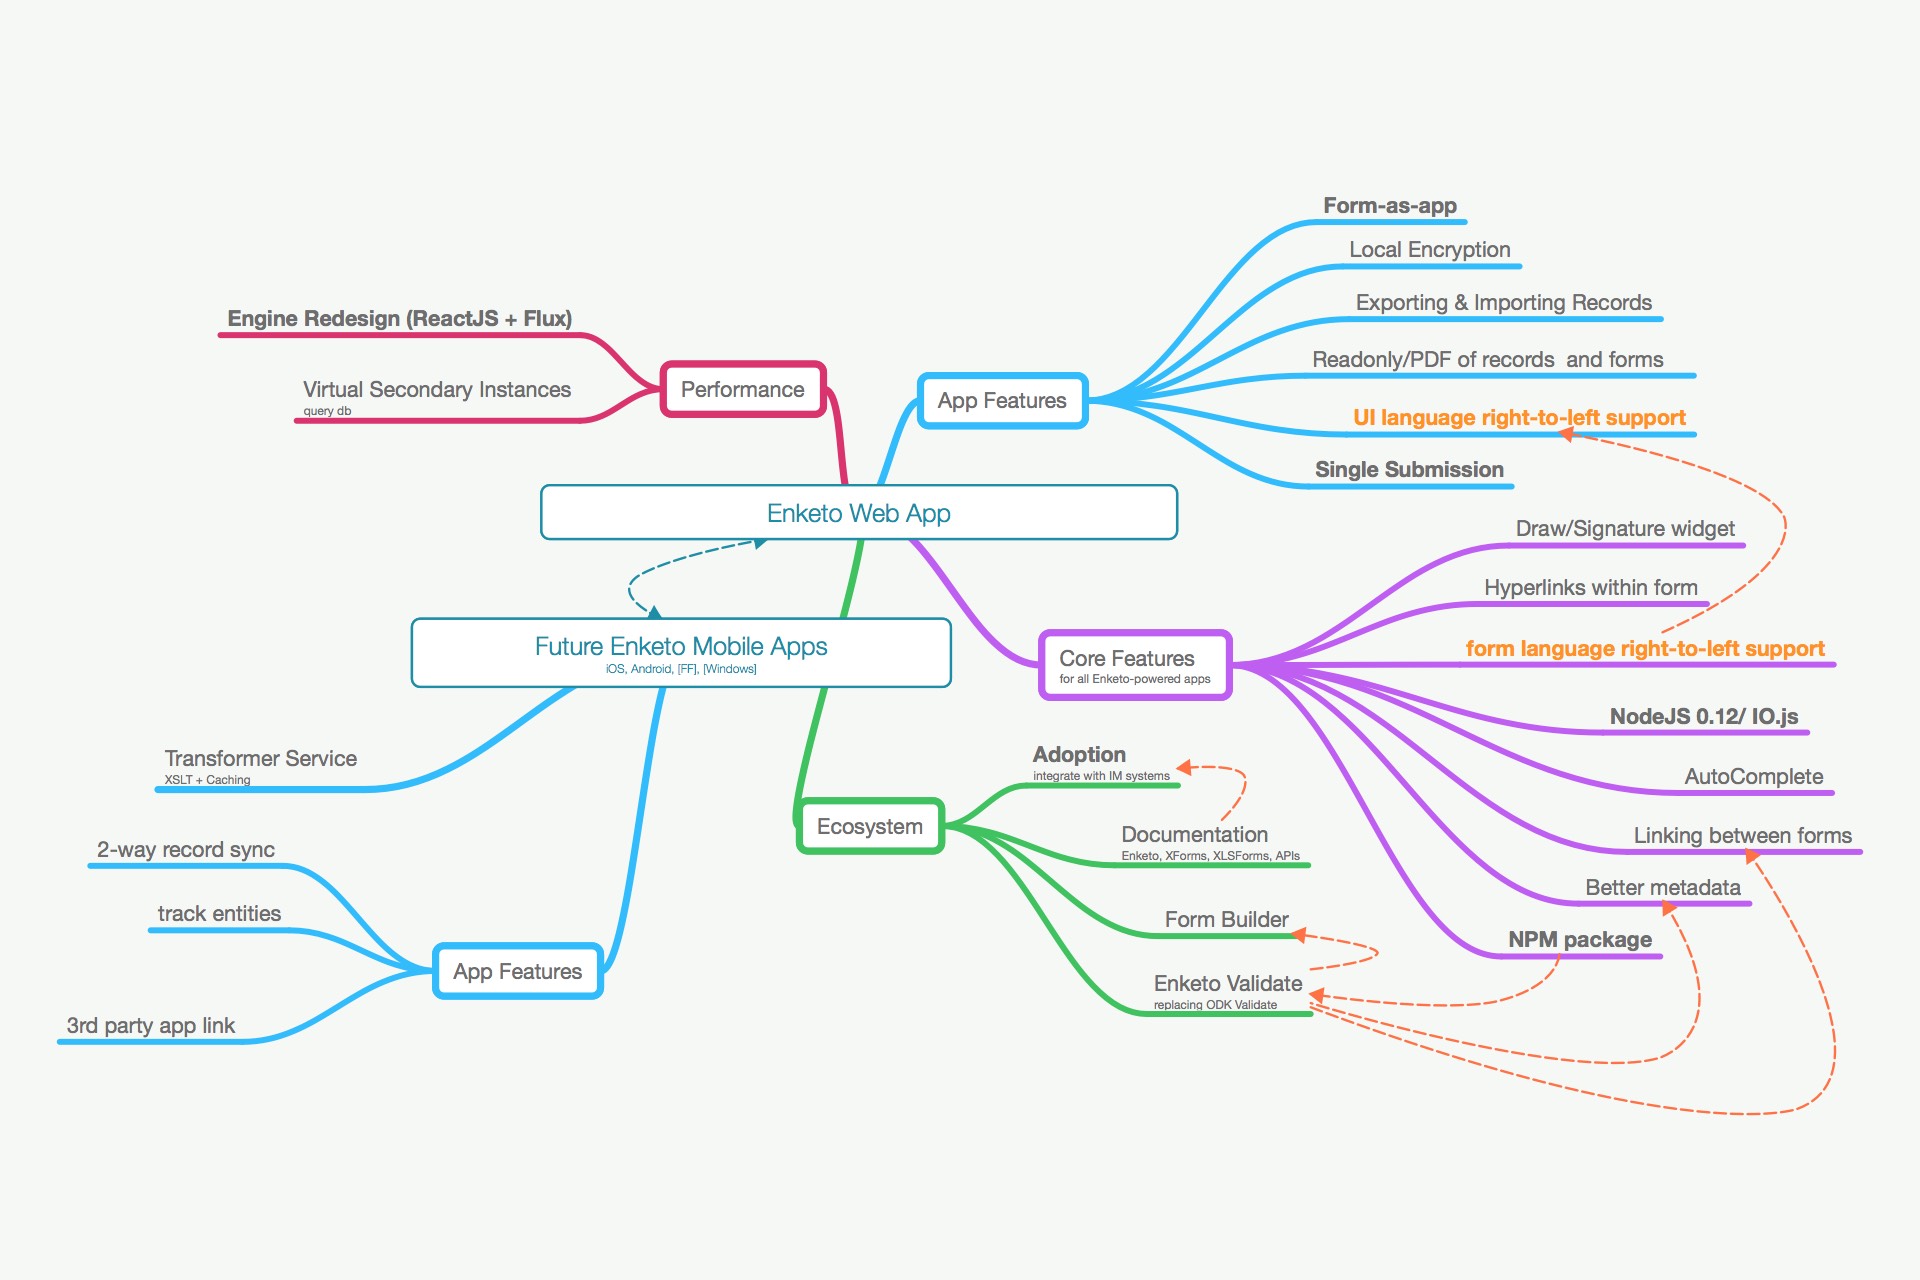 Form-as-app
Local Encryption
Exporting & Importing Records
Readonly/PDF of records  and forms
UI language right-to-left support
Single Submission
App Features
Engine Redesign (ReactJS + Flux)
Virtual Secondary Instances
query db
Performance
Enketo Web App
Future Enketo Mobile Apps
iOS, Android, [FF], [Windows]
Draw/Signature widget
Hyperlinks within form
form language right-to-left support
Core Features
for all Enketo-powered apps
NodeJS 0.12/ IO.js
AutoComplete
Linking between forms
Better metadata
NPM package
Transformer Service
XSLT + Caching
Adoption
integrate with IM systems
Ecosystem
Documentation
Enketo, XForms, XLSForms, APIs
Form Builder
Enketo Validate
replacing ODK Validate
2-way record sync
track entities
App Features
3rd party app link